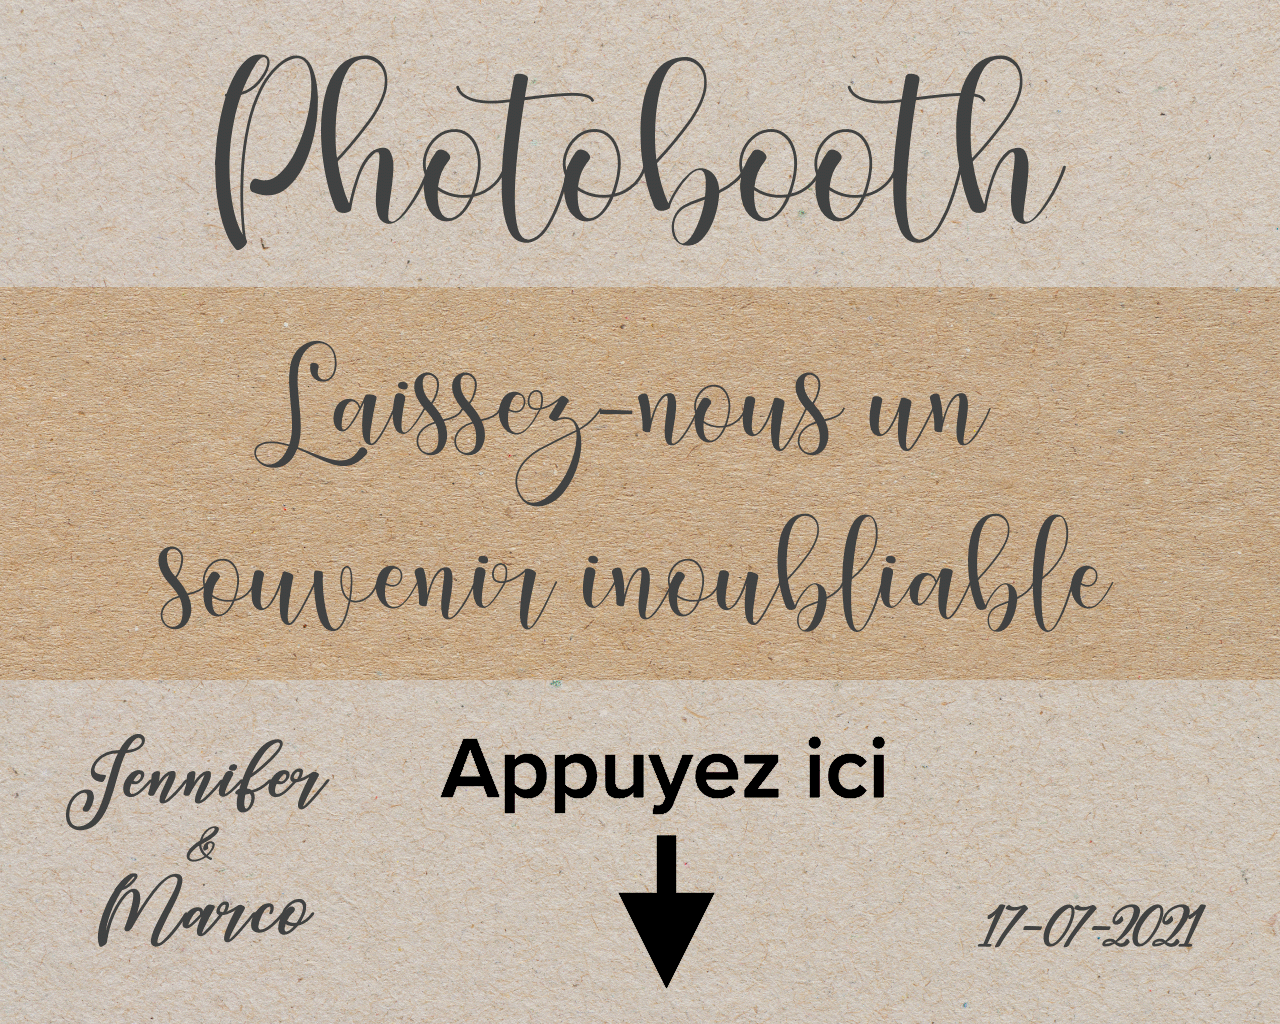 Photobooth
Laissez-nous un
souvenir inoubliable
Jennifer
&
Marco
Appuyez ici
17-07-2021